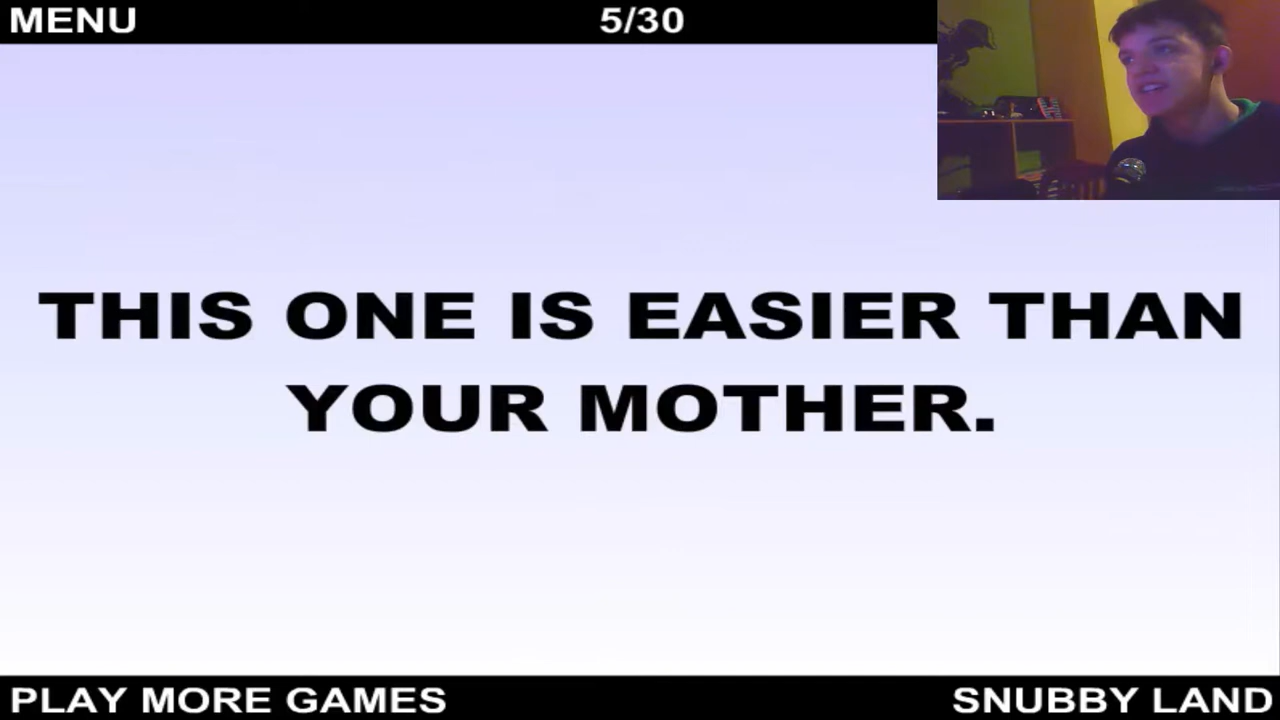 MENU
5/30
THIS ONE IS EASIER THAN
YOUR MOTHER.
PLAY MORE GAMES
SNUBBY LAND